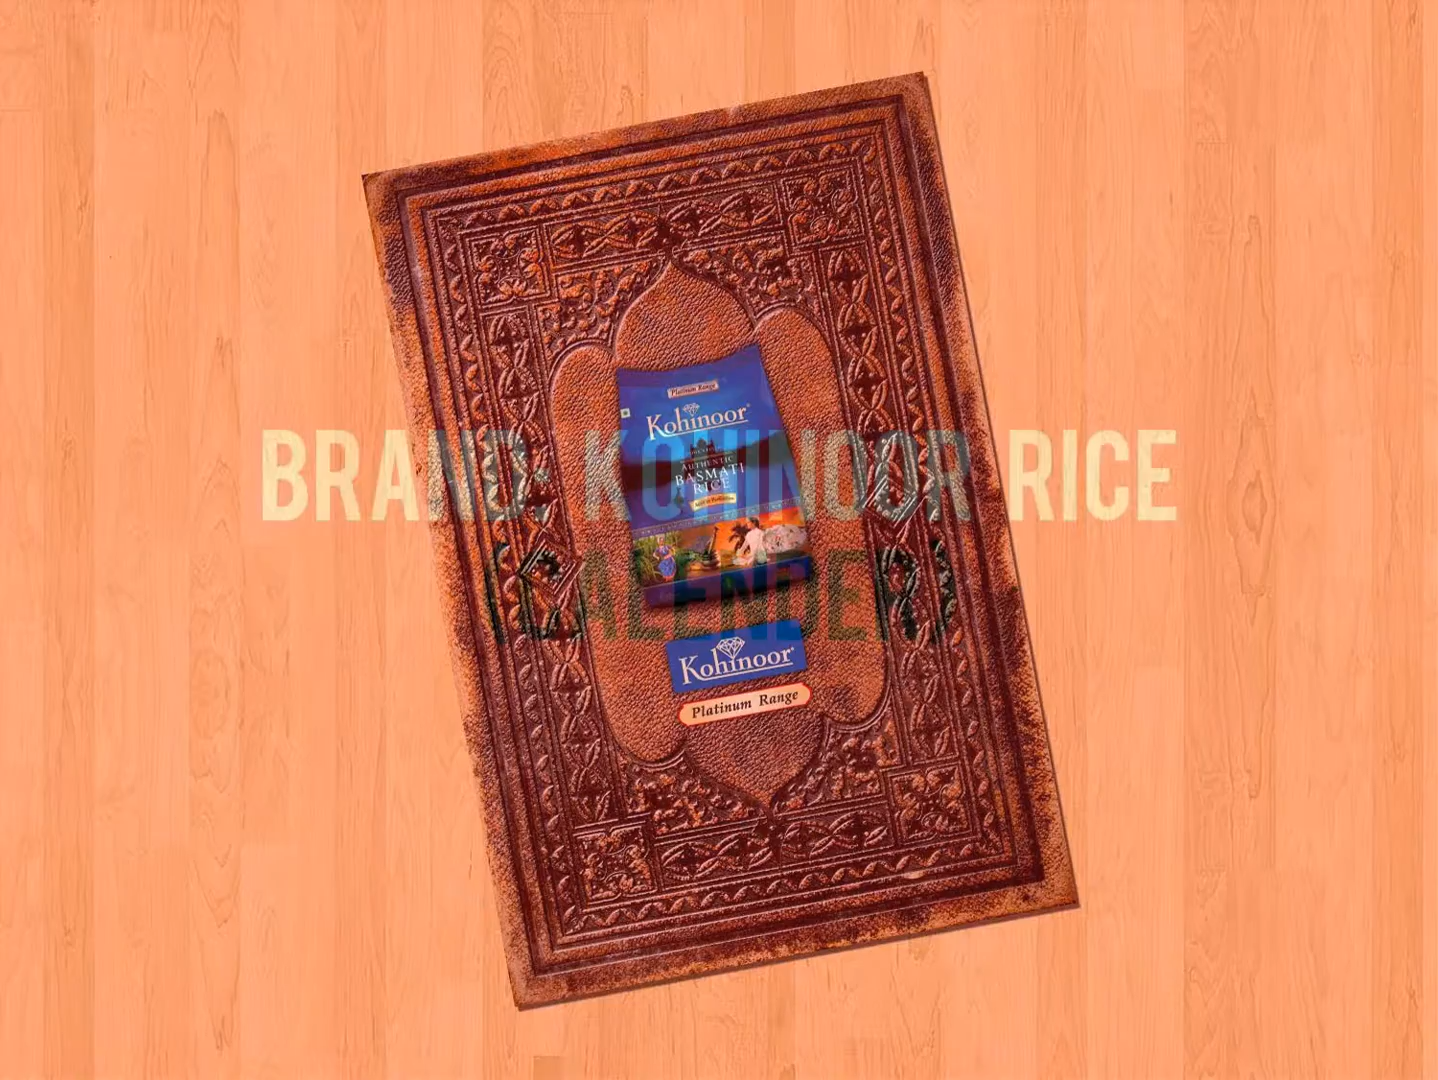 Platinum Range
Kohinoor
AUTHENTIC
BASMATI
RICE
BRAND. KOHINOOR RICE
CALENDER
Kohinoor
Platinum Range